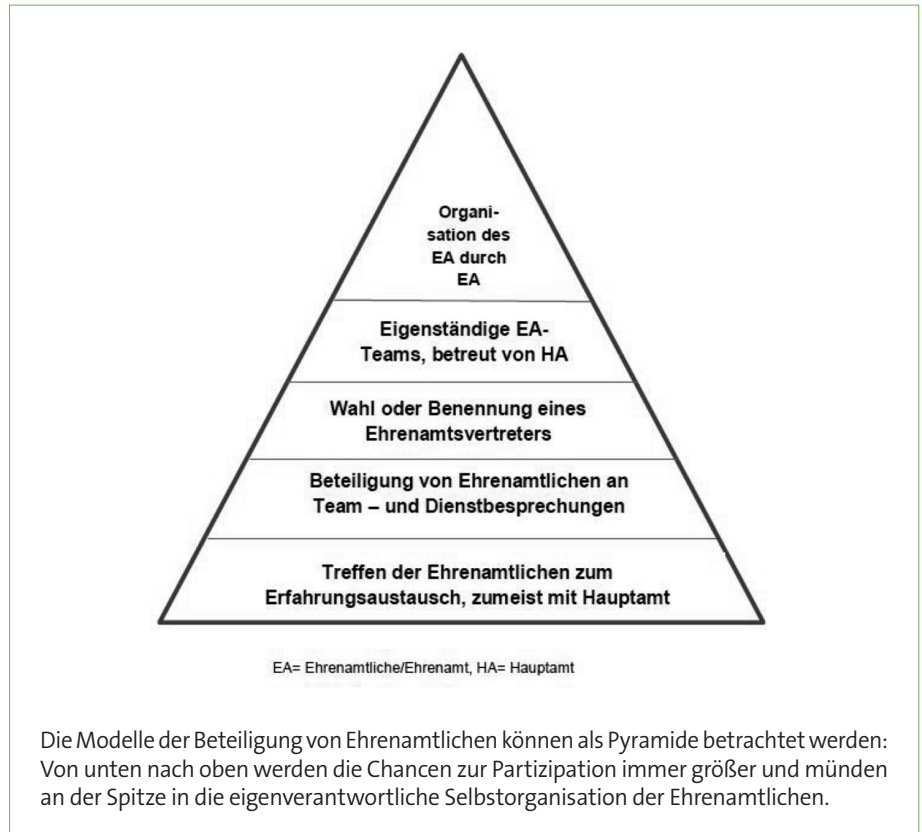 Organi-
sation des
EA durch
EA
Eigenständige EA-
Teams, betreut von HA
Wahl oder Benennung eines
Ehrenamtsvertreters
Beteiligung von Ehrenamtlichen an
Team – und Dienstbesprechungen
Treffen der Ehrenamtlichen zum
Erfahrungsaustausch, zumeist mit Hauptamt
EA= Ehrenamtliche/Ehrenamt, HA= Hauptamt
Die Modelle der Beteiligung von Ehrenamtlichen können als Pyramide betrachtet werden:
Von unten nach oben werden die Chancen zur Partizipation immer größer und münden
an der Spitze in die eigenverantwortliche Selbstorganisation der Ehrenamtlichen.